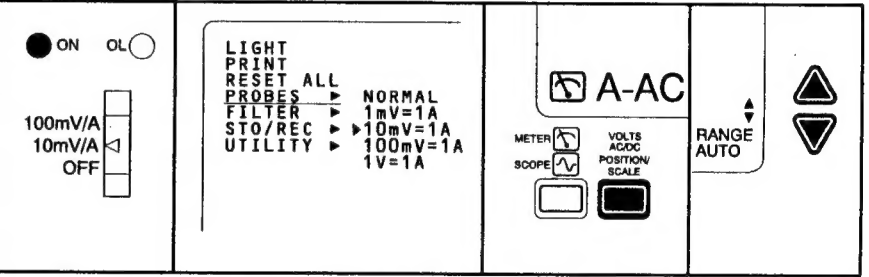 ON OL
100mV/A
10mV/A
OFF
LIGHT
PRINT
RESET ALL
PROBES ▶ NORMAL
FILTER ▶ 1mV=1A
STO/REC ▶ ▶10mV=1A
UTILITY ▶ 100mV=1A
1V=1A
A-AC
METER
SCOPE
VOLTS
AC/DC
POSITION/
SCALE
RANGE
AUTO